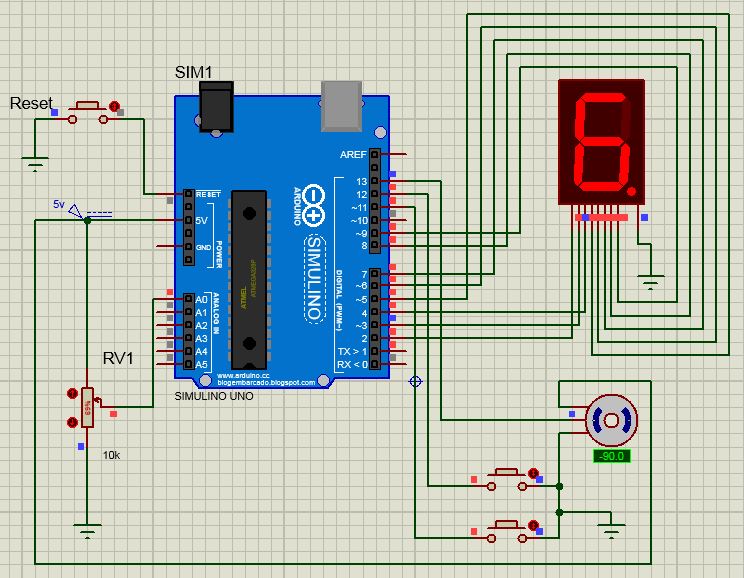 SIM1
Reset
AREF
RESET
5V
GND
POWER
5v
13
12
~11
~10
~9
8
7
~6
~5
4
~3
2
TX > 1
RX < 0
ARDUINO
SIMULINO
DIGITAL (PWM~)
ATMEL
ATMEGA328P
A0
A1
A2
A3
A4
A5
ANALOG IN
www.arduino.cc
blogembarcado.blogspot.com
SIMULINO UNO
RV1
69%
10k
6.
-90.0